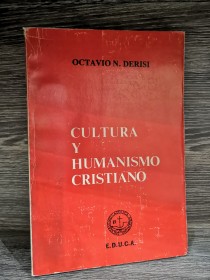 OCTAVIO N. DERISI
CULTURA
Y
HUMANISMO
CRISTIANO
E.D.U.C.A.